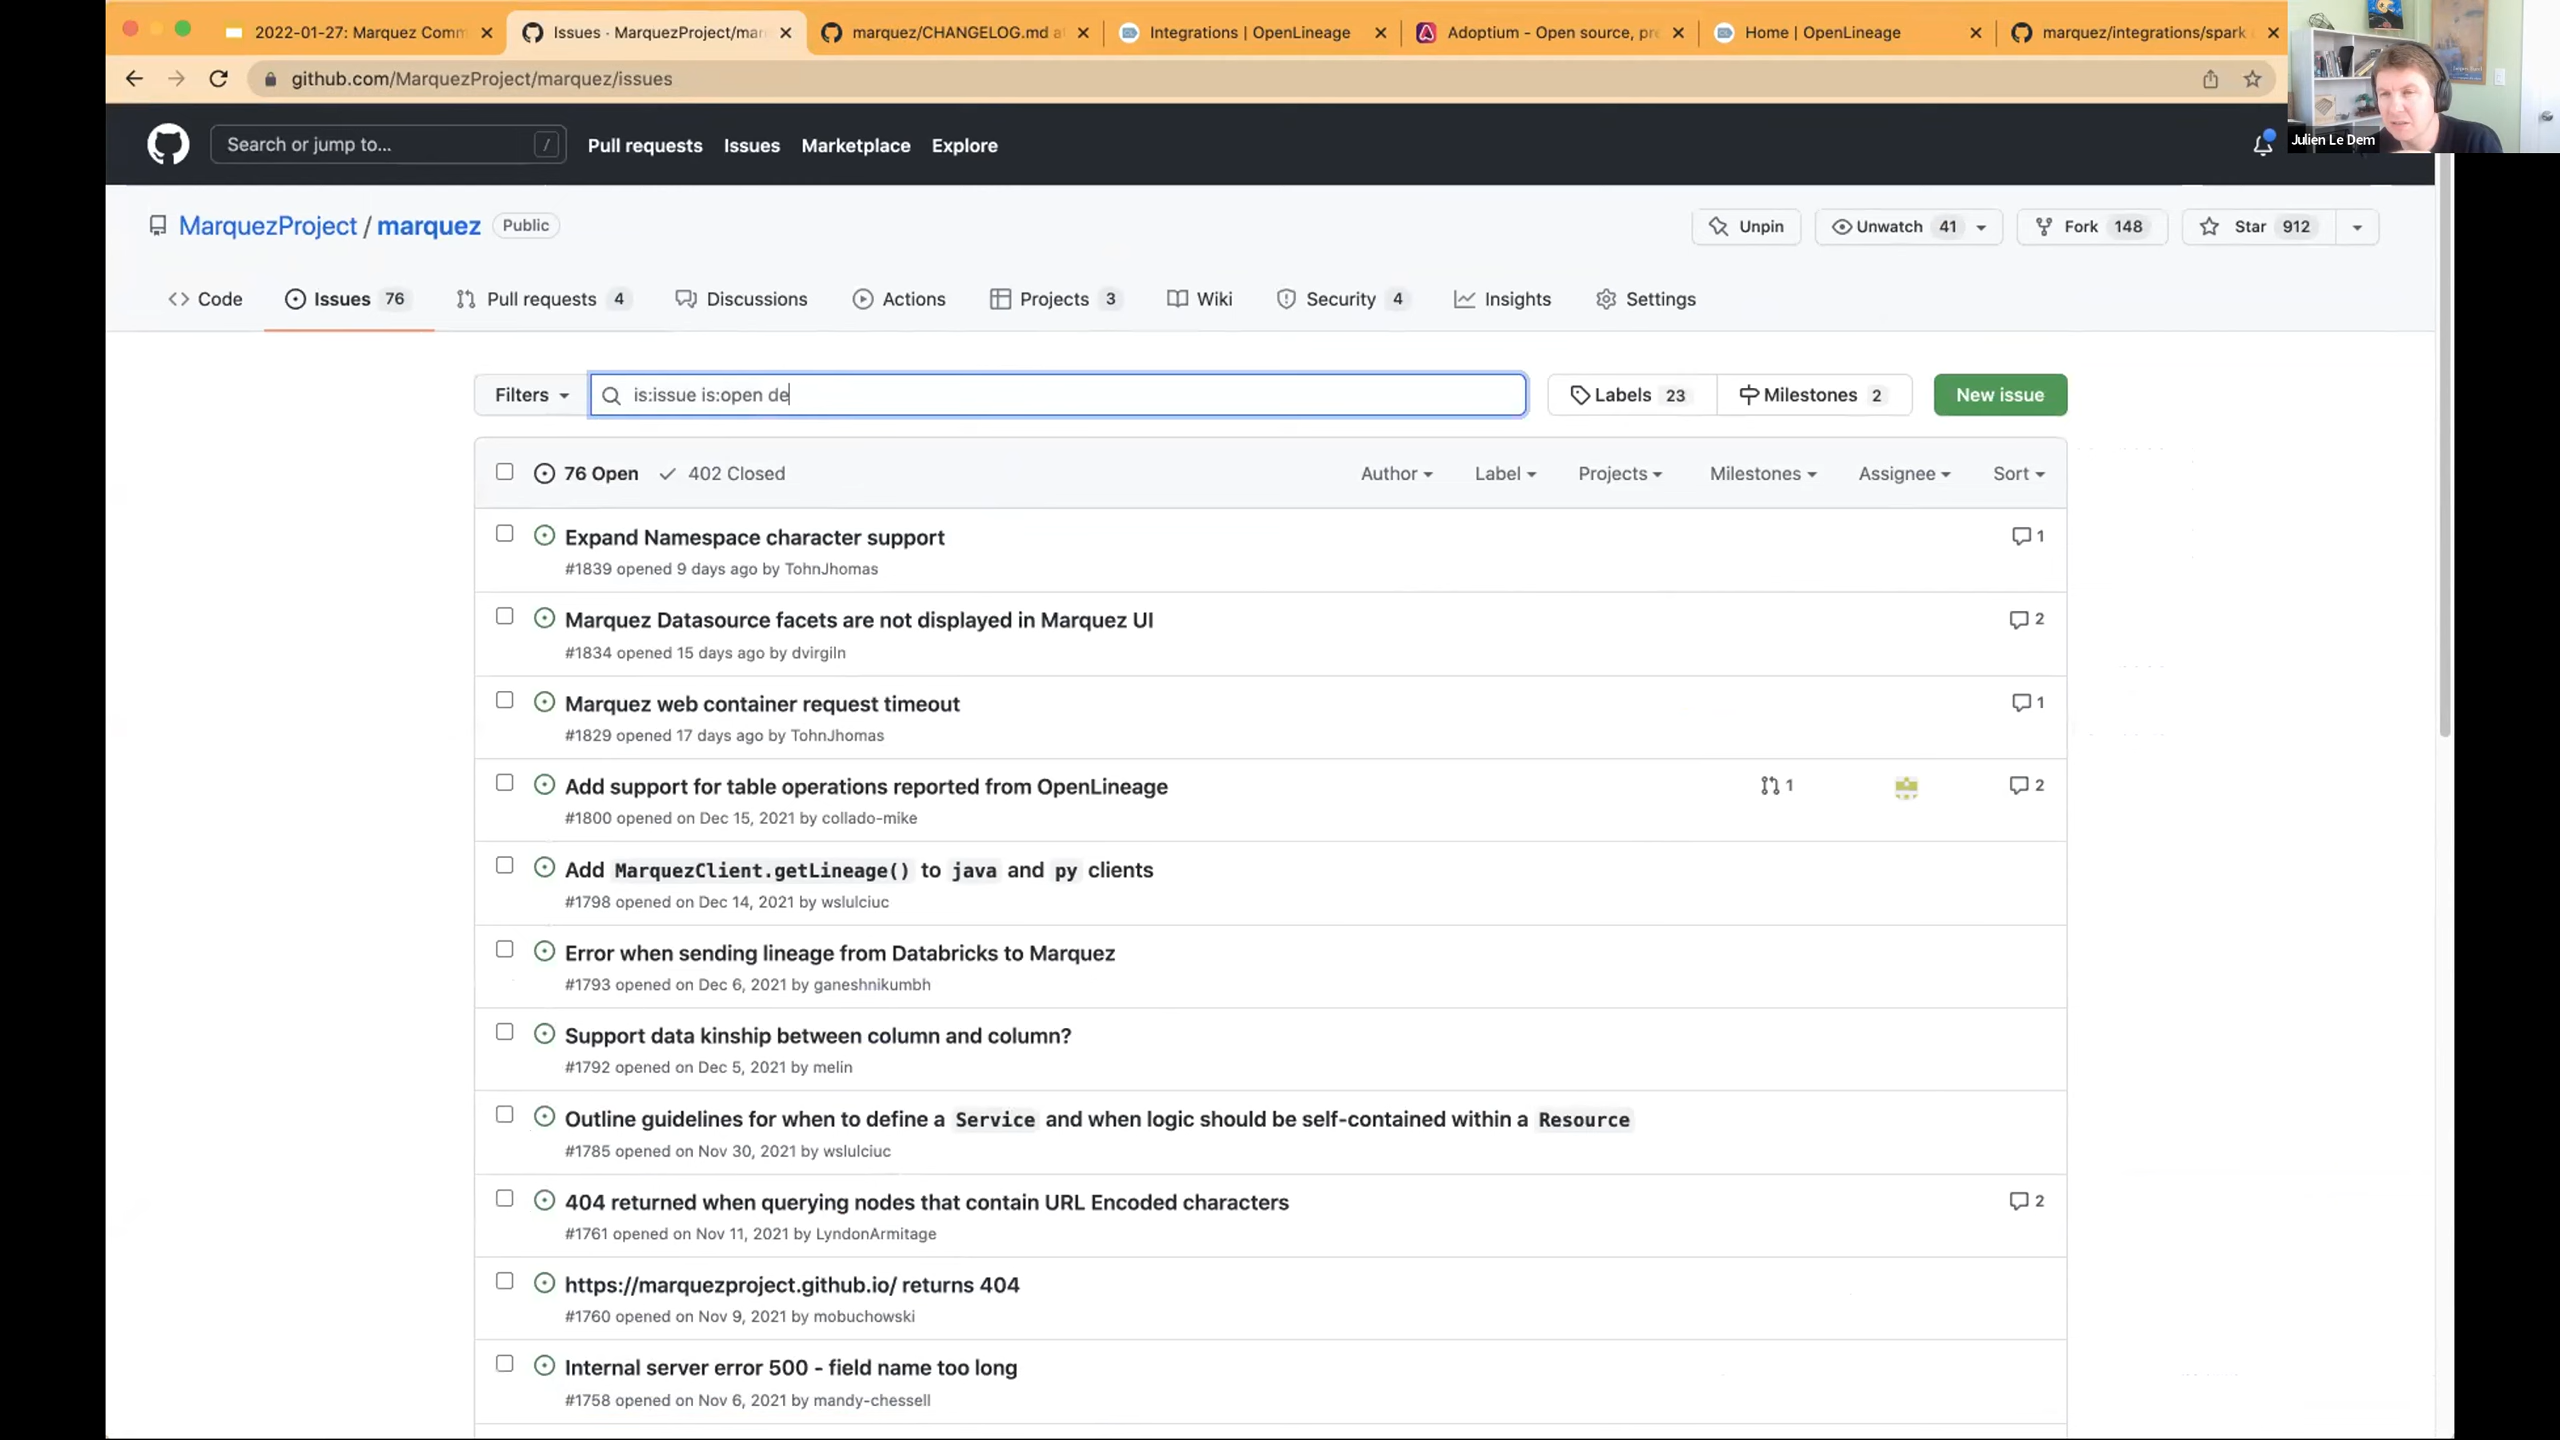 2022-01-27: Marquez Comm
Issues · MarquezProject/mar
marquez/CHANGELOG.md a
Integrations | OpenLineage
Adoptium - Open source, pre
Home | OpenLineage
marquez/integrations/spark
github.com/MarquezProject/marquez/issues
Julien Le Dem
Search or jump to... /
Pull requests Issues Marketplace Explore
MarquezProject / marquez Public
Unpin Unwatch 41 Fork 148 Star 912
Code Issues 76 Pull requests 4 Discussions Actions Projects 3 Wiki Security 4 Insights Settings
Filters is:issue is:open de Labels 23 Milestones 2 New issue
76 Open 402 Closed Author Label Projects Milestones Assignee Sort
Expand Namespace character support 1
#1839 opened 9 days ago by TohnJhomas
Marquez Datasource facets are not displayed in Marquez UI 2
#1834 opened 15 days ago by dvirgiln
Marquez web container request timeout 1
#1829 opened 17 days ago by TohnJhomas
Add support for table operations reported from OpenLineage 1 2
#1800 opened on Dec 15, 2021 by collado-mike
Add MarquezClient.getLineage() to java and py clients
#1798 opened on Dec 14, 2021 by wslulciuc
Error when sending lineage from Databricks to Marquez
#1793 opened on Dec 6, 2021 by ganeshnikumbh
Support data kinship between column and column?
#1792 opened on Dec 5, 2021 by melin
Outline guidelines for when to define a Service and when logic should be self-contained within a Resource
#1785 opened on Nov 30, 2021 by wslulciuc
404 returned when querying nodes that contain URL Encoded characters 2
#1761 opened on Nov 11, 2021 by LyndonArmitage
https://marquezproject.github.io/ returns 404
#1760 opened on Nov 9, 2021 by mobuchowski
Internal server error 500 - field name too long
#1758 opened on Nov 6, 2021 by mandy-chessell